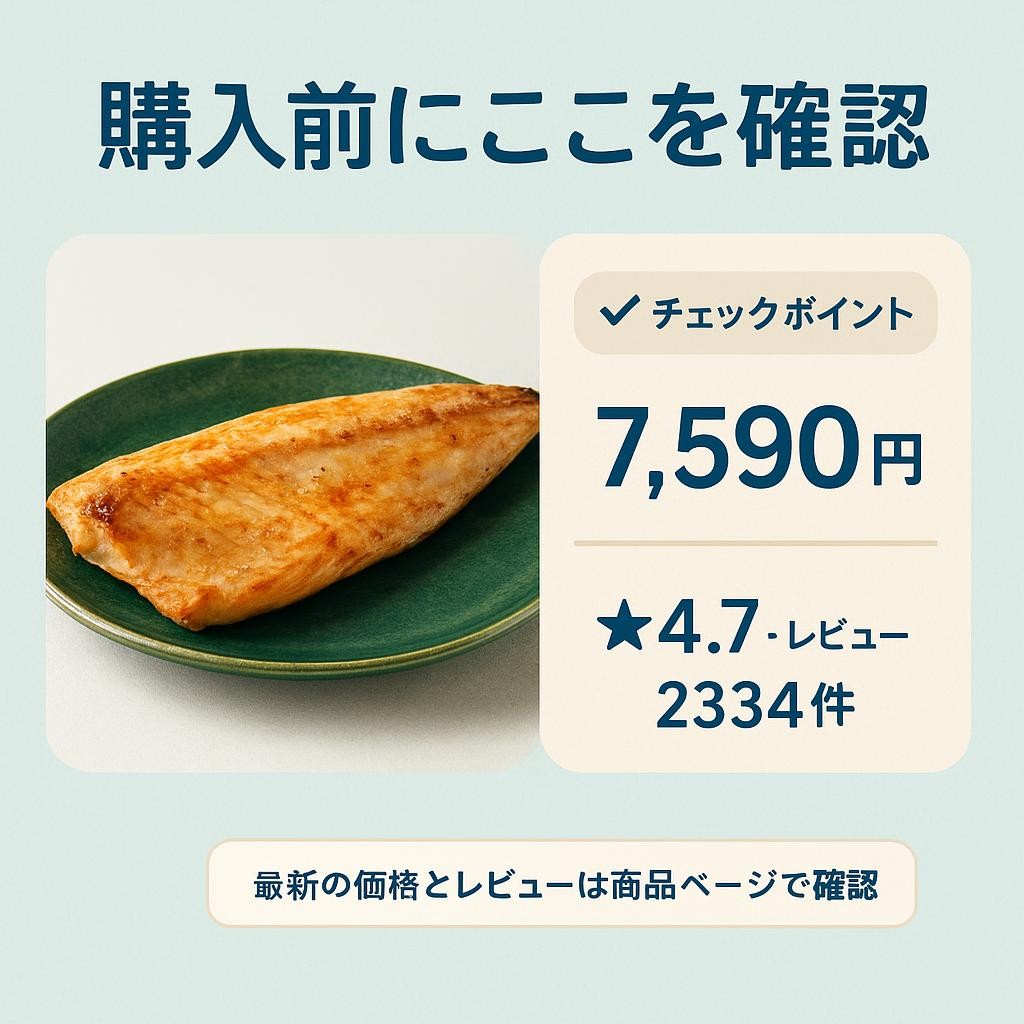 購入前にここを確認
✓ チェックポイント
7,590円
★4.7・レビュー
2334件
最新の価格とレビューは商品ページで確認